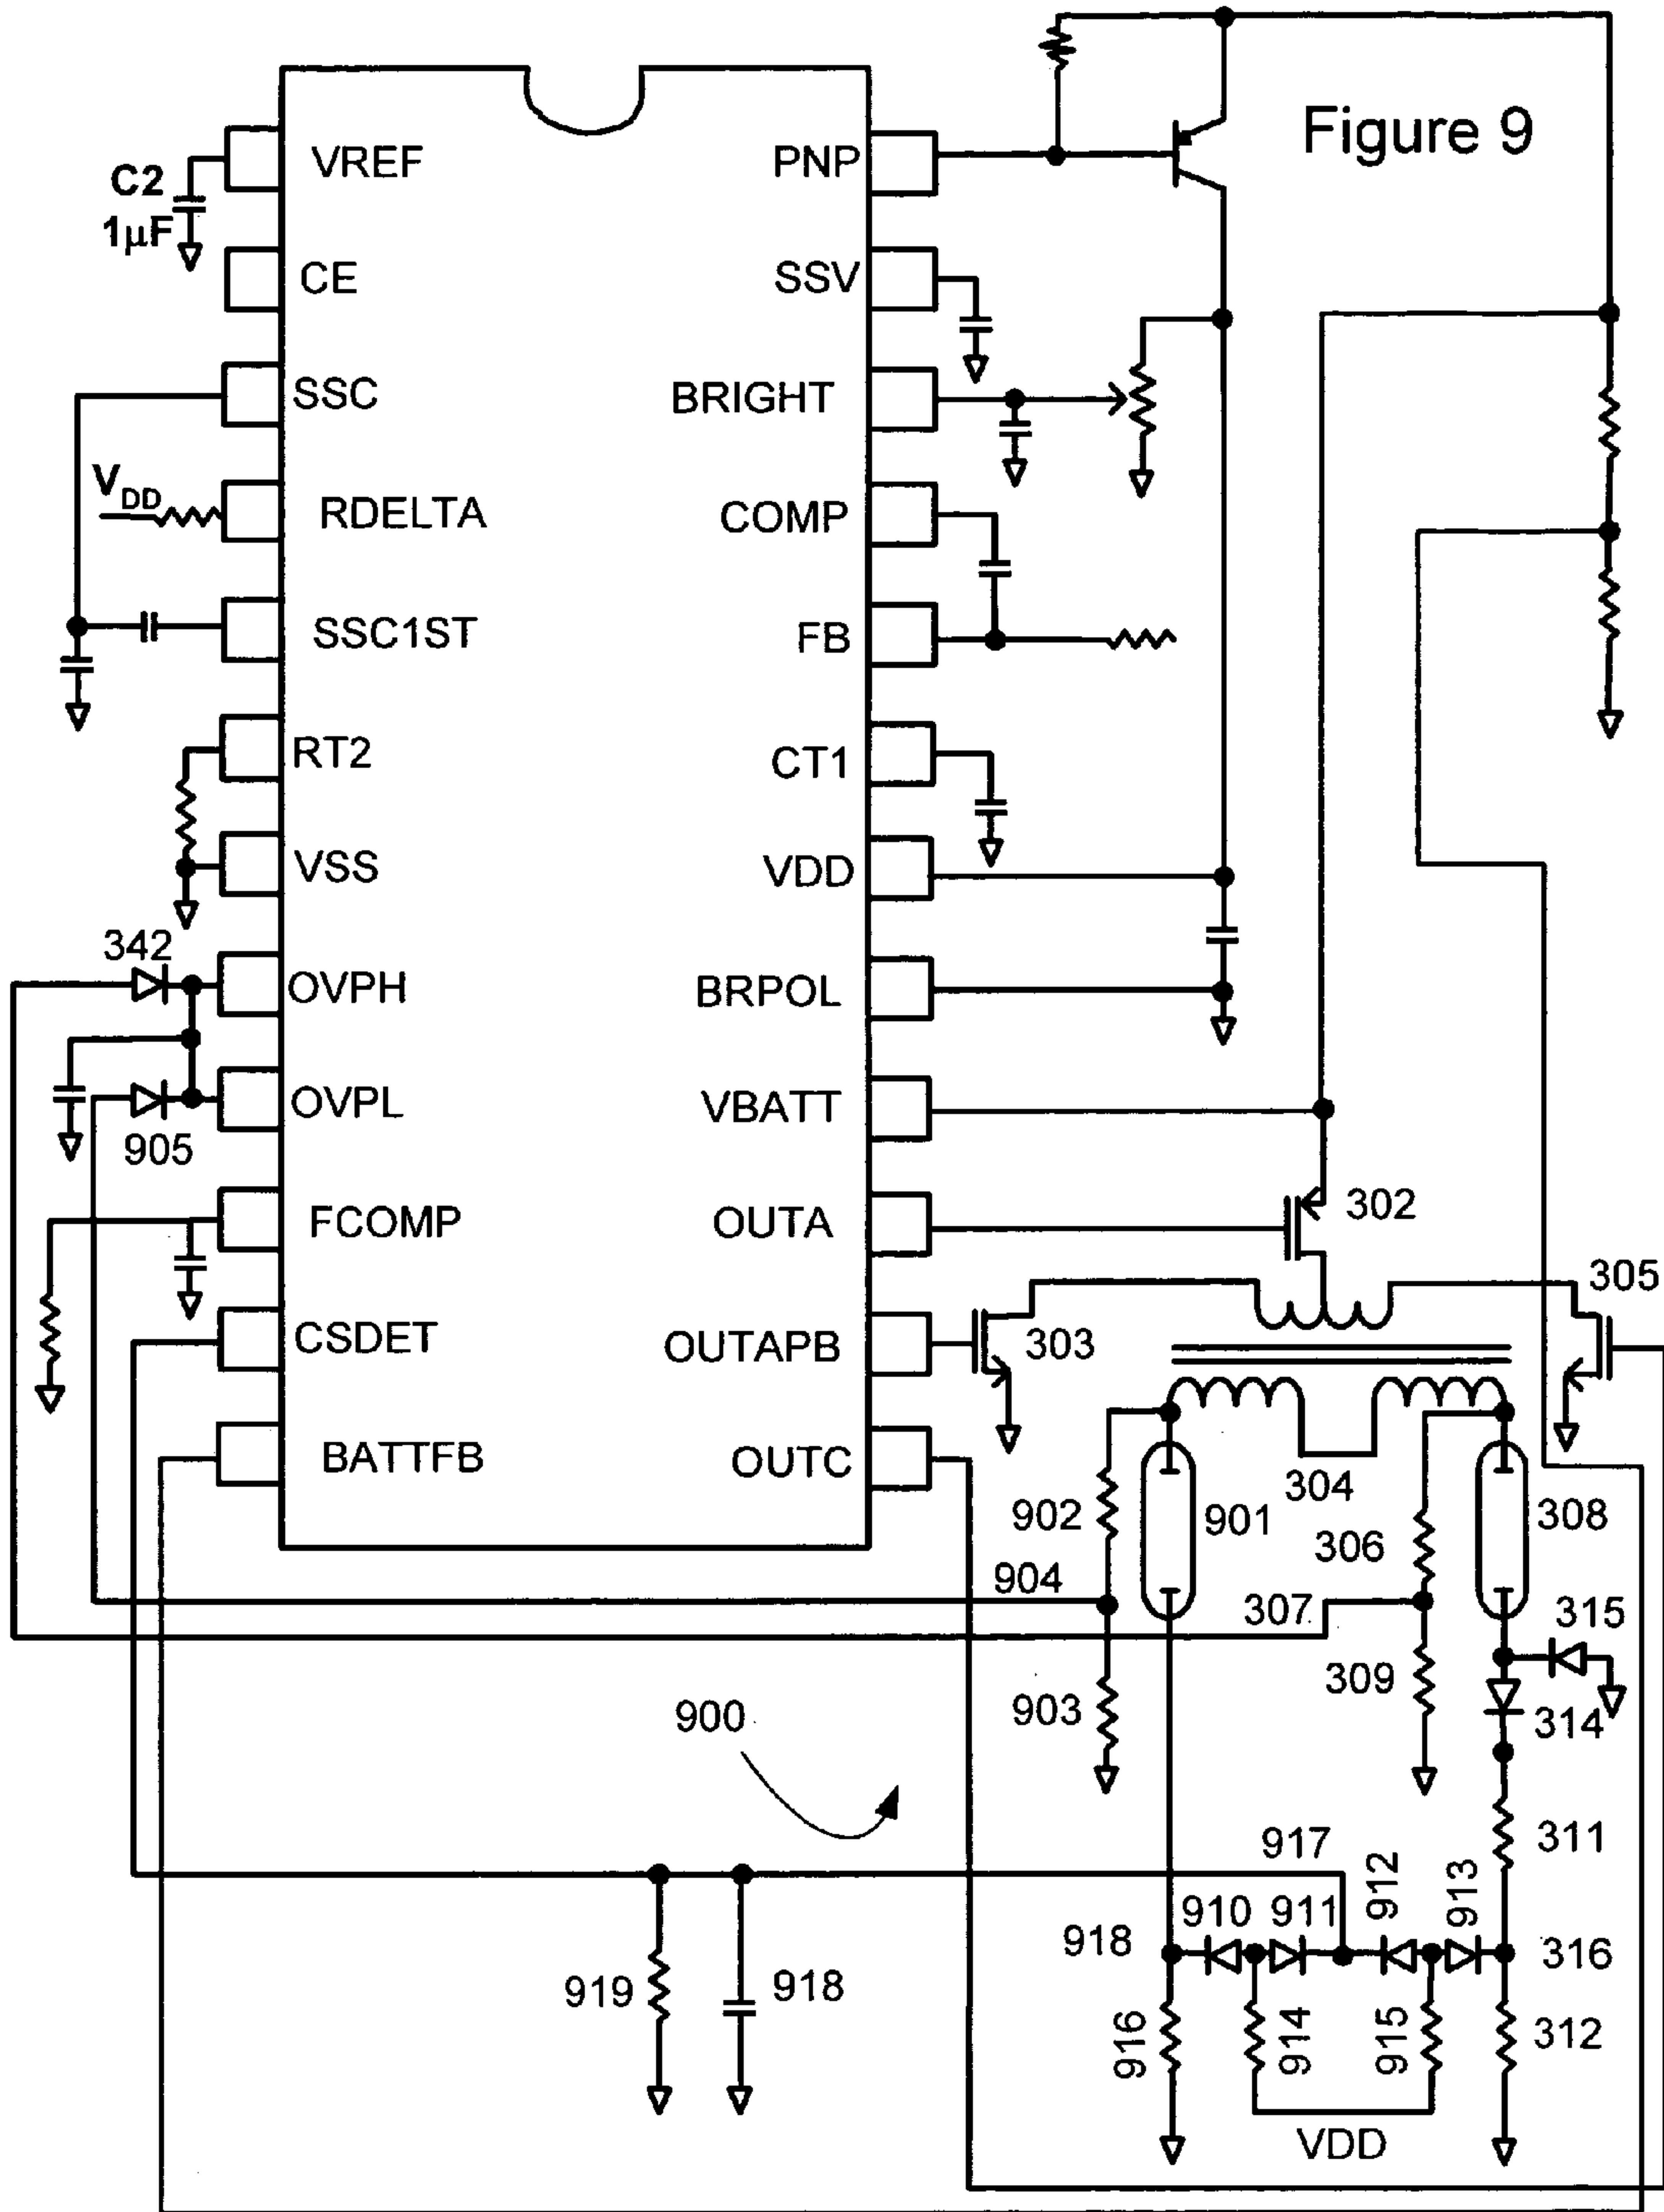 Figure 9
VREF
PNP
C2
1µF
CE
SSV
SSC
BRIGHT
VDD
RDELTA
COMP
SSC1ST
FB
RT2
CT1
VSS
VDD
342
OVPH
BRPOL
OVPL
VBATT
905
FCOMP
OUTA
302
305
CSDET
OUTAPB
303
BATTFB
OUTC
304
902
901
306
308
904
307
315
309
903
314
900
311
917
918
910
911
912
913
316
919
918
916
914
915
312
VDD